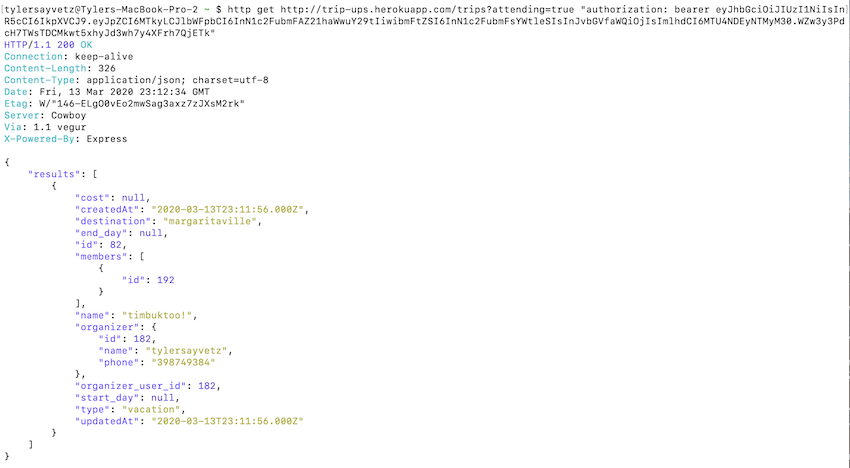 [tylersayvetz@Tylers-MacBook-Pro-2 ~ $ http get http://trip-ups.herokuapp.com/trips?attending=true "authorization: bearer eyJhbGciOiJIUzI1NiIsIn]
R5cCI6IkpXVCJ9.eyJpZCI6MTkyLCJlbWFpbCI6InN1c2FubmFAZ21haWwuY29tIiwibmFtZSI6InN1c2FubmFsYWtleSIsInJvbGVfaWQiOjIsImlhdCI6MTU4NDEyNTMyM30.WZw3y3Pd
cH7TWsTDCMkwt5xhyJd3wh7y4XFrh7QjETk"
HTTP/1.1 200 OK
Connection: keep-alive
Content-Length: 326
Content-Type: application/json; charset=utf-8
Date: Fri, 13 Mar 2020 23:12:34 GMT
Etag: W/"146-ELgO0vEo2mwSag3axz7zJXsM2rk"
Server: Cowboy
Via: 1.1 vegur
X-Powered-By: Express
{
"results": [
{
"cost": null,
"createdAt": "2020-03-13T23:11:56.000Z",
"destination": "margaritaville",
"end_day": null,
"id": 82,
"members": [
{
"id": 192
}
],
"name": "timbuktoo!",
"organizer": {
"id": 182,
"name": "tylersayvetz",
"phone": "398749384"
},
"organizer_user_id": 182,
"start_day": null,
"type": "vacation",
"updatedAt": "2020-03-13T23:11:56.000Z"
}
]
}